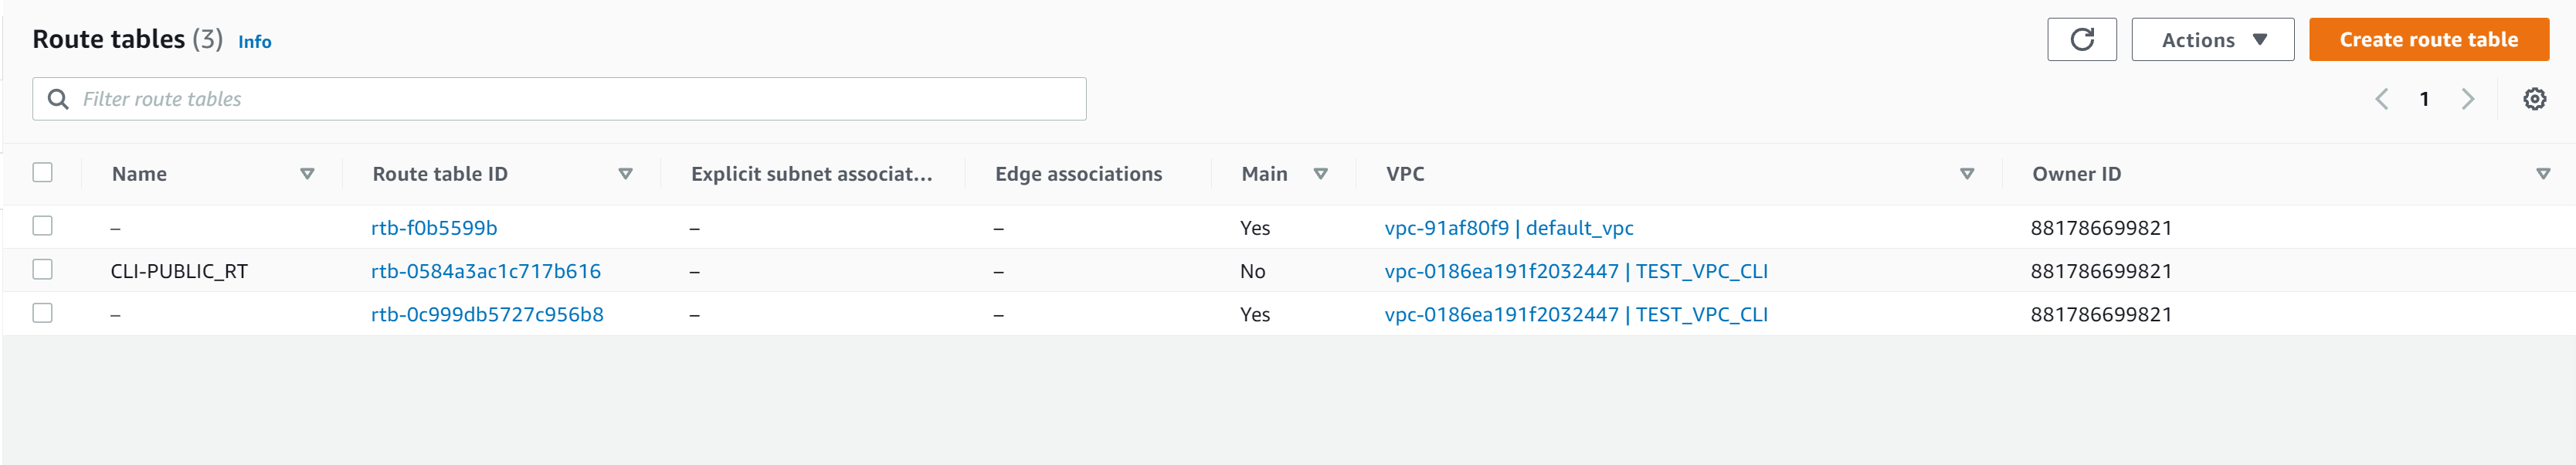 Route tables (3) Info
Actions
Create route table
Filter route tables
1
Name Route table ID Explicit subnet associat... Edge associations Main VPC Owner ID
– rtb-f0b5599b – – Yes vpc-91af80f9 | default_vpc 881786699821
CLI-PUBLIC_RT rtb-0584a3ac1c717b616 – – No vpc-0186ea191f2032447 | TEST_VPC_CLI 881786699821
– rtb-0c999db5727c956b8 – – Yes vpc-0186ea191f2032447 | TEST_VPC_CLI 881786699821